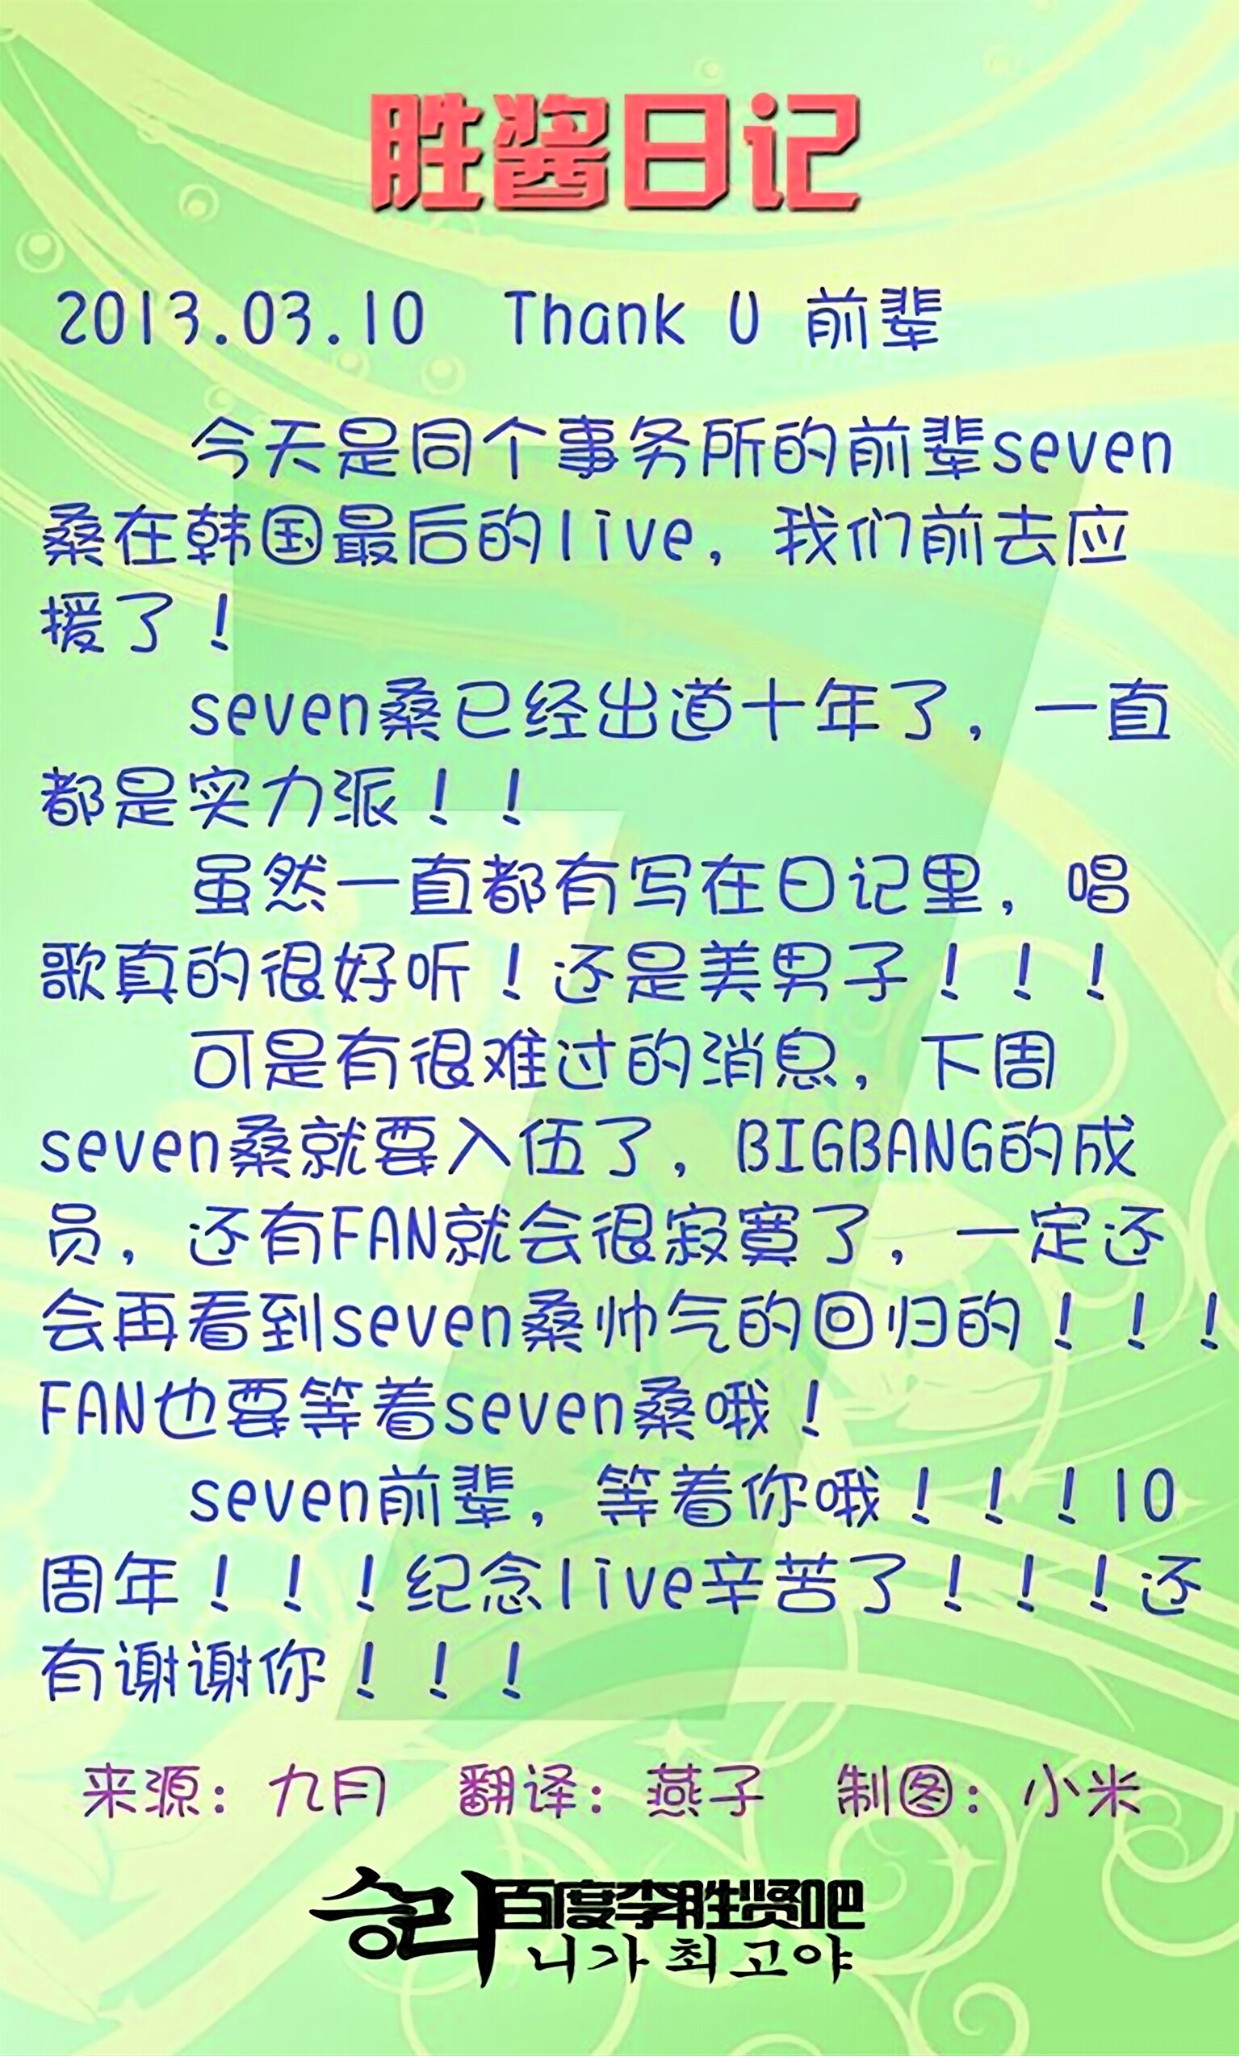 胜酱日记
2013.03.10 Thank U 前辈
今天是同个事务所的前辈seven
桑在韩国最后的live，我们前去应
援了！
seven桑已经出道十年了，一直
都是实力派！！
虽然一直都有写在日记里，唱
歌真的很好听！还是美男子！！！
可是有很难过的消息，下周
seven桑就要入伍了，BIGBANG的成
员，还有FAN就会很寂寞了，一定还
会再看到seven桑帅气的回归的！！！
FAN也要等着seven桑哦！
seven前辈，等着你哦！！！10
周年！！！纪念live辛苦了！！！还
有谢谢你！！！
来源：九月 翻译：燕子 制图：小米
승리百度李胜贤吧
니가 최고야